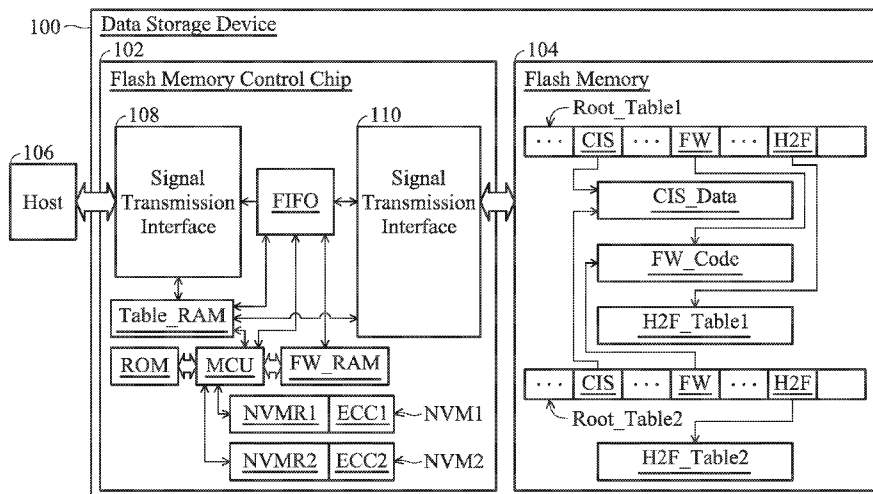 100
Data Storage Device
102
Flash Memory Control Chip
108
Signal
Transmission
Interface
FIFO
110
Signal
Transmission
Interface
106
Host
Table_RAM
ROM
MCU
FW_RAM
NVMR1
ECC1
NVM1
NVMR2
ECC2
NVM2
104
Flash Memory
Root_Table1
... CIS ... FW ... H2F
CIS_Data
FW_Code
H2F_Table1
... CIS ... FW ... H2F
Root_Table2
H2F_Table2